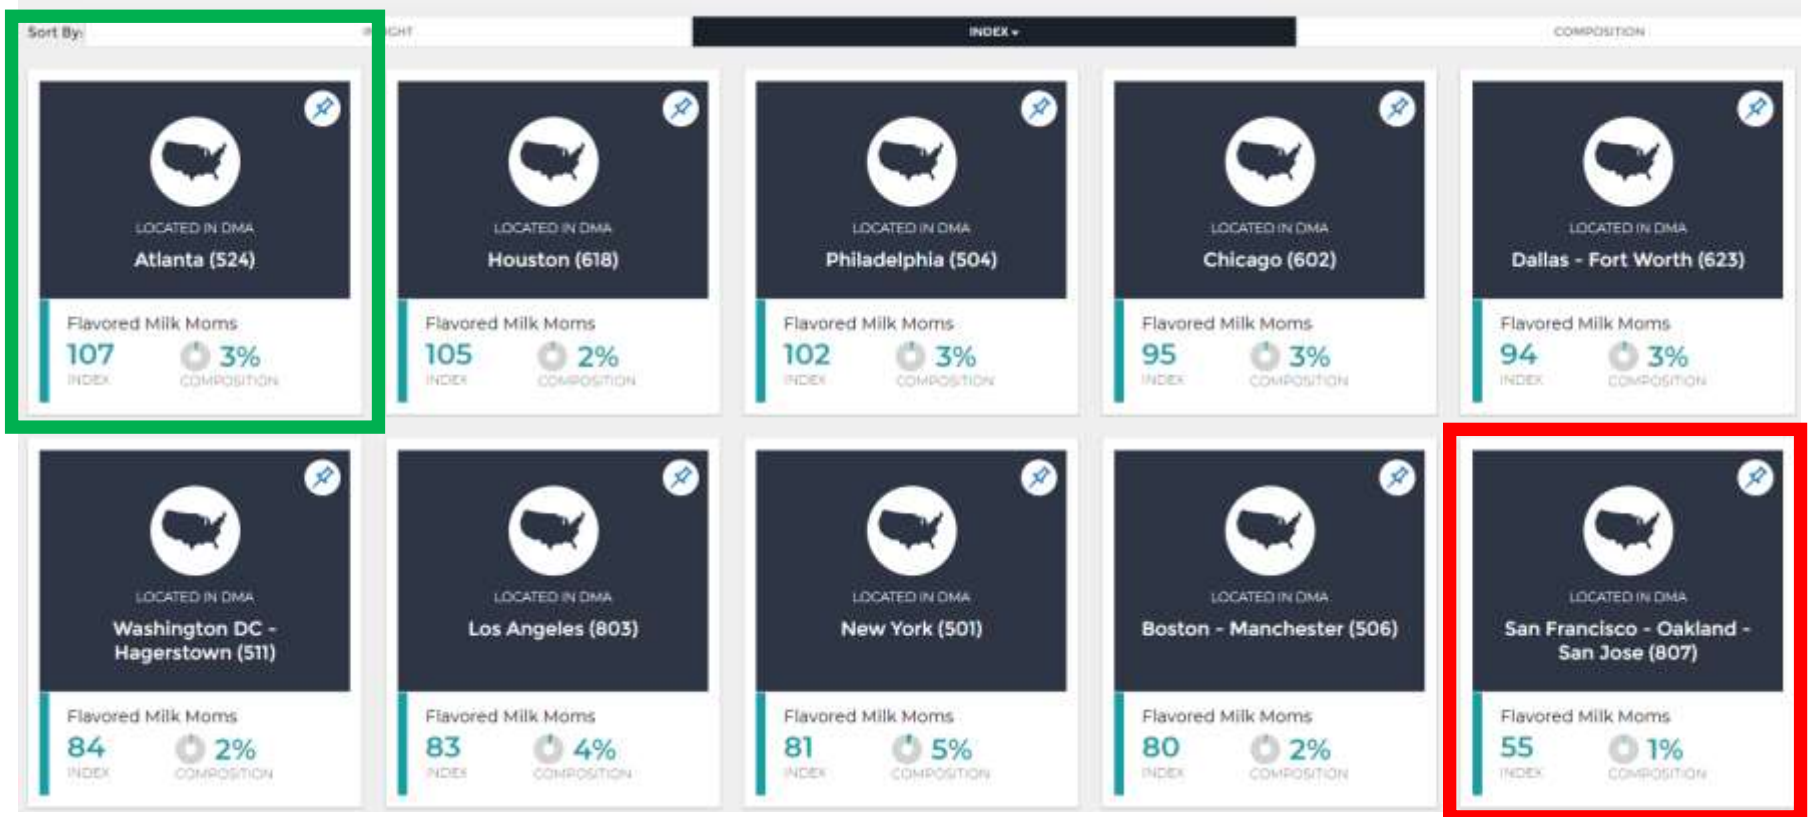 Sort By:
INDEX
COMPOSITION
LOCATED IN DMA
Atlanta (524)
Flavored Milk Moms
107 3%
INDEX COMPOSITION
LOCATED IN DMA
Houston (618)
Flavored Milk Moms
105 2%
INDEX COMPOSITION
LOCATED IN DMA
Philadelphia (504)
Flavored Milk Moms
102 3%
INDEX COMPOSITION
LOCATED IN DMA
Chicago (602)
Flavored Milk Moms
95 3%
INDEX COMPOSITION
LOCATED IN DMA
Dallas - Fort Worth (623)
Flavored Milk Moms
94 3%
INDEX COMPOSITION
LOCATED IN DMA
Washington DC -
Hagerstown (511)
Flavored Milk Moms
84 2%
INDEX COMPOSITION
LOCATED IN DMA
Los Angeles (803)
Flavored Milk Moms
83 4%
INDEX COMPOSITION
LOCATED IN DMA
New York (501)
Flavored Milk Moms
81 5%
INDEX COMPOSITION
LOCATED IN DMA
Boston - Manchester (506)
Flavored Milk Moms
80 2%
INDEX COMPOSITION
LOCATED IN DMA
San Francisco - Oakland -
San Jose (807)
Flavored Milk Moms
55 1%
INDEX COMPOSITION